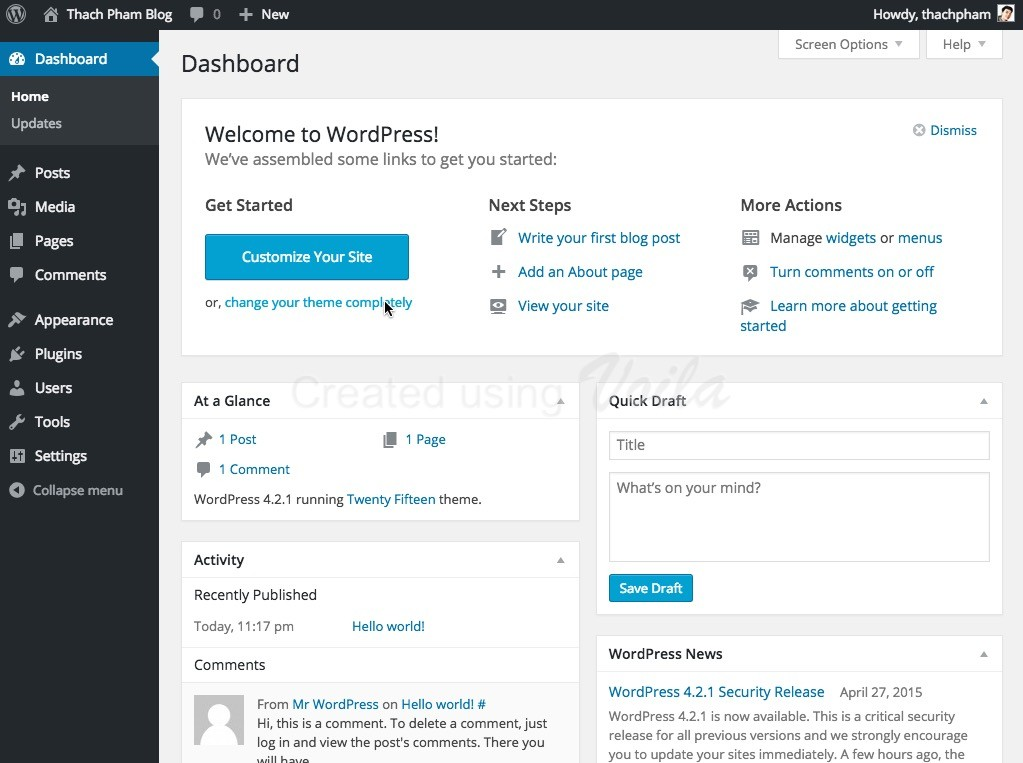 Thach Pham Blog 0 New Howdy, thachpham
Dashboard
Home
Updates
Posts
Media
Pages
Comments
Appearance
Plugins
Users
Tools
Settings
Collapse menu
Screen Options Help
Dashboard
Welcome to WordPress!
Dismiss
We've assembled some links to get you started:
Get Started
Customize Your Site
or, change your theme completely
Next Steps
Write your first blog post
Add an About page
View your site
More Actions
Manage widgets or menus
Turn comments on or off
Learn more about getting
started
Created using
At a Glance
1 Post 1 Page
1 Comment
WordPress 4.2.1 running Twenty Fifteen theme.
Activity
Recently Published
Today, 11:17 pm Hello world!
Comments
From Mr WordPress on Hello world! #
Hi, this is a comment. To delete a comment, just
log in and view the post's comments. There you
will have
Quick Draft
Title
What's on your mind?
Save Draft
WordPress News
WordPress 4.2.1 Security Release April 27, 2015
WordPress 4.2.1 is now available. This is a critical security
release for all previous versions and we strongly encourage
you to update your sites immediately. A few hours ago, the